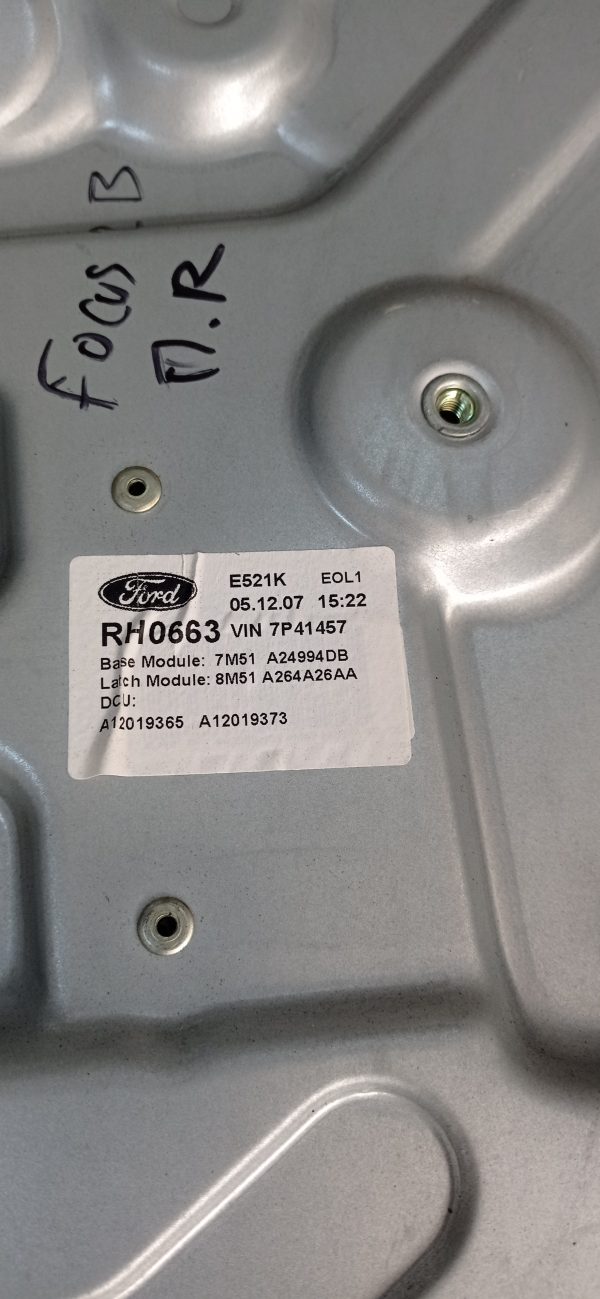 Focus B
П.R
Ford
E521K EOL1
05.12.07 15:22
RH0663 VIN 7P41457
Base Module: 7M51 A24994DB
Latch Module: 8M51 A264A26AA
DCU:
A12019365 A12019373